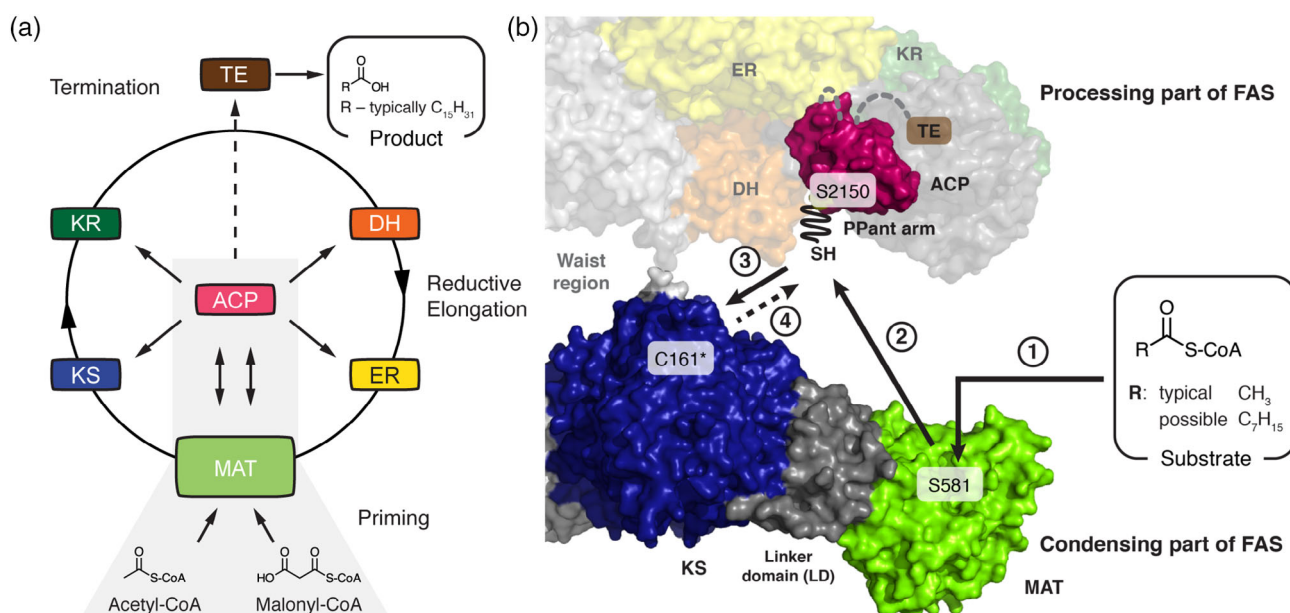 (a)
Termination
TE
O
R OH
R – typically C₁₅H₃₁
Product
KR
DH
ACP
Reductive
Elongation
KS
ER
MAT
Priming
O
S-CoA
Acetyl-CoA
O O
HO S-CoA
Malonyl-CoA
(b)
ER
KR
Processing part of FAS
TE
DH
S2150
ACP
PPant arm
SH
Waist
region
3
4
C161*
2
1
O
R S-CoA
R: typical CH₃
possible C₇H₁₅
Substrate
S581
KS
Linker
domain (LD)
MAT
Condensing part of FAS